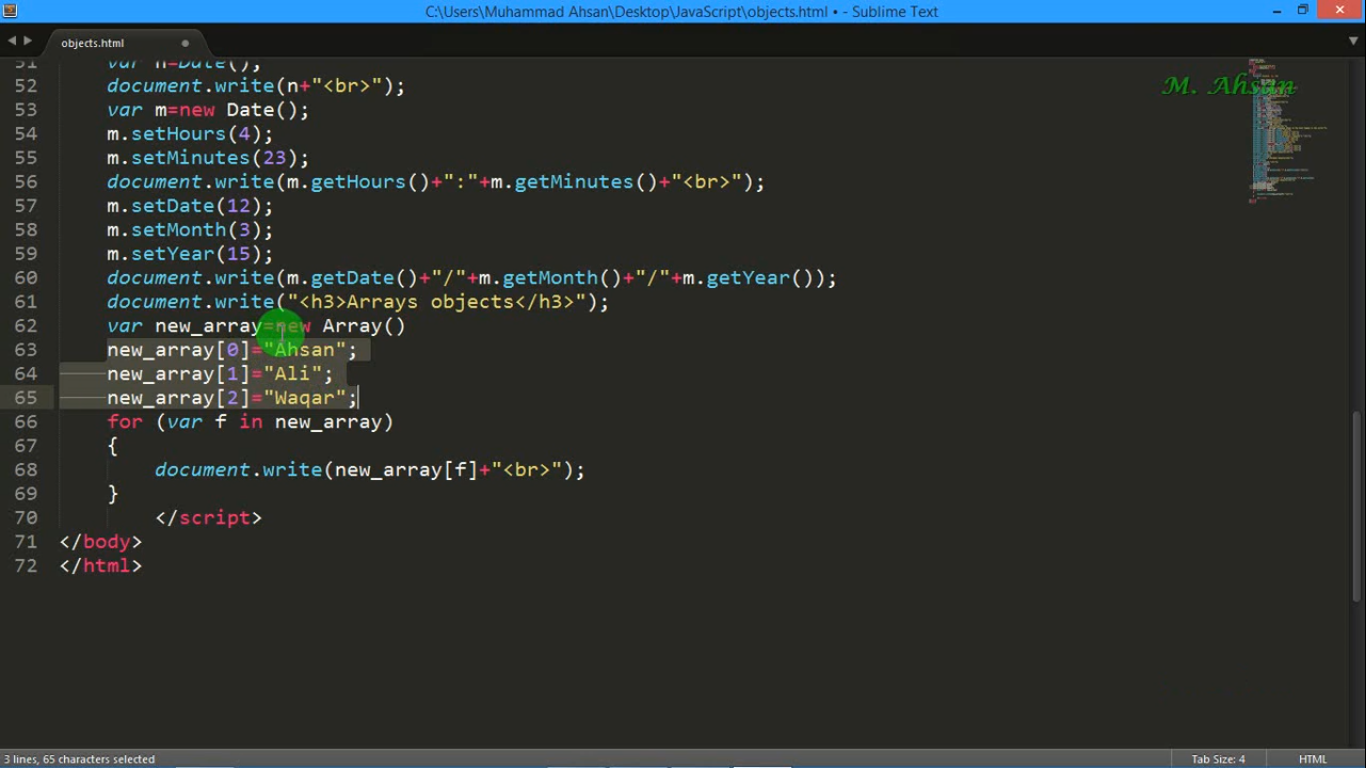 C:\Users\Muhammad Ahsan\Desktop\JavaScript\objects.html • - Sublime Text
objects.html
M. Ahsan
51 var n=Date();
52 document.write(n+"<br>");
53 var m=new Date();
54 m.setHours(4);
55 m.setMinutes(23);
56 document.write(m.getHours()+":"+m.getMinutes()+"<br>");
57 m.setDate(12);
58 m.setMonth(3);
59 m.setYear(15);
60 document.write(m.getDate()+"/"+m.getMonth()+"/"+m.getYear());
61 document.write("<h3>Arrays objects</h3>");
62 var new_array=new Array()
63 new_array[0]="Ahsan";
64 new_array[1]="Ali";
65 new_array[2]="Waqar";
66 for (var f in new_array)
67 {
68 document.write(new_array[f]+"<br>");
69 }
70 </script>
71 </body>
72 </html>
3 lines, 65 characters selected
Tab Size: 4
HTML